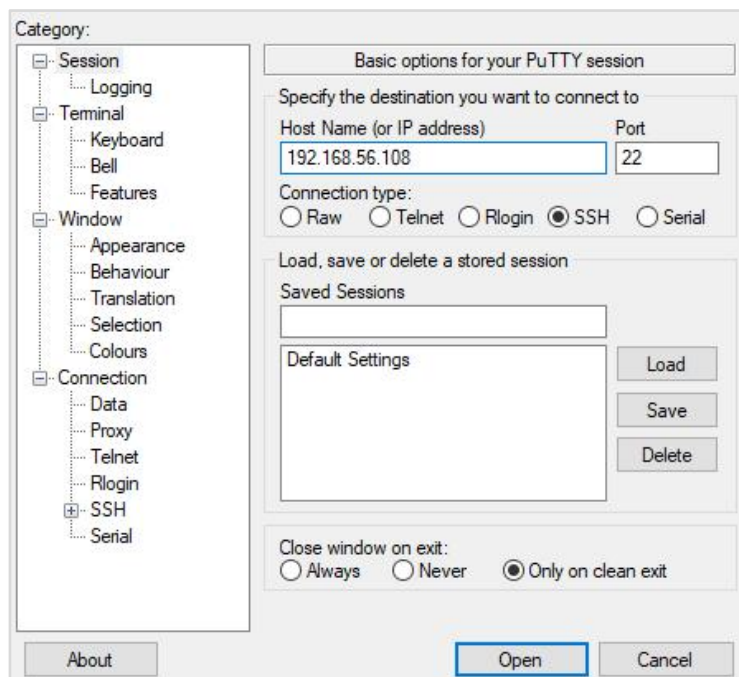 Category:
Session
Logging
Terminal
Keyboard
Bell
Features
Window
Appearance
Behaviour
Translation
Selection
Colours
Connection
Data
Proxy
Telnet
Rlogin
SSH
Serial
Basic options for your PuTTY session
Specify the destination you want to connect to
Host Name (or IP address) Port
192.168.56.108 22
Connection type:
Raw Telnet Rlogin SSH Serial
Load, save or delete a stored session
Saved Sessions
Default Settings
Load
Save
Delete
Close window on exit:
Always Never Only on clean exit
About Open Cancel